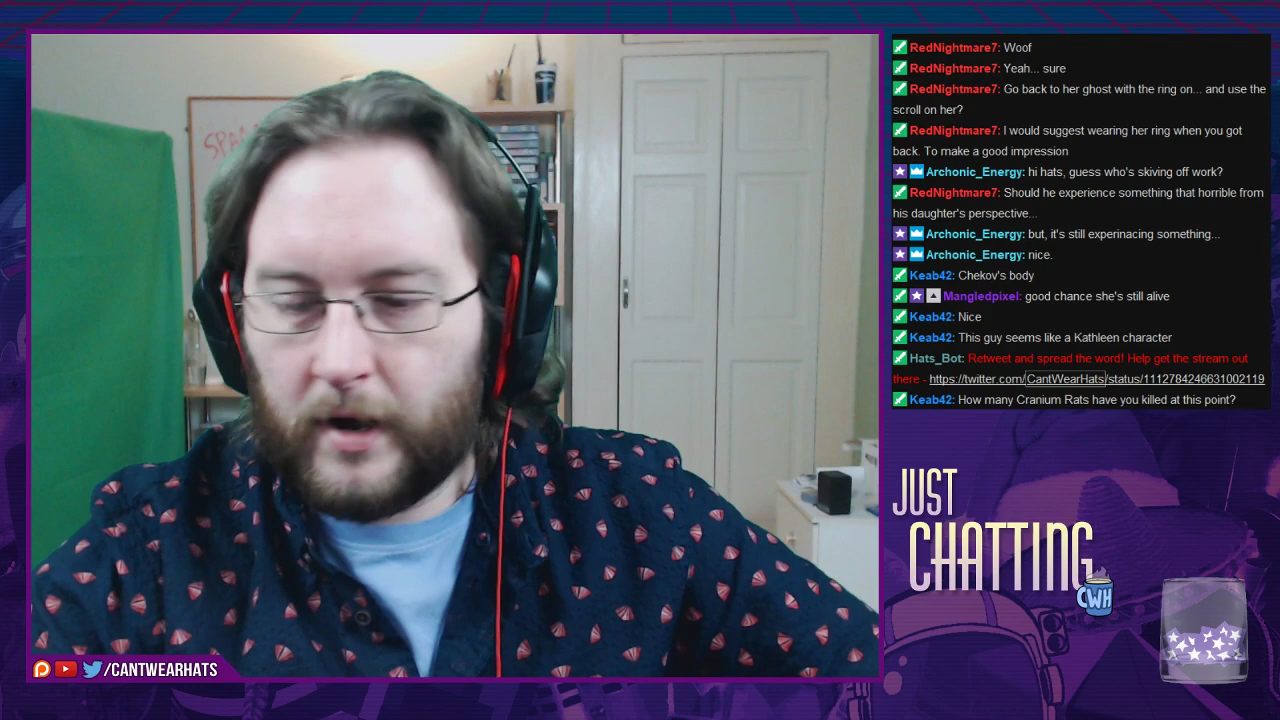 SPAC
RedNightmare7: Woof
RedNightmare7: Yeah... sure
RedNightmare7: Go back to her ghost with the ring on... and use the
scroll on her?
RedNightmare7: I would suggest wearing her ring when you got
back. To make a good impression
Archonic_Energy: hi hats, guess who's skiving off work?
RedNightmare7: Should he experience something that horrible from
his daughter's perspective...
Archonic_Energy: but, it's still experinacing something...
Archonic_Energy: nice.
Keab42: Chekov's body
Mangledpixel: good chance she's still alive
Keab42: Nice
Keab42: This guy seems like a Kathleen character
Hats_Bot: Retweet and spread the word! Help get the stream out
there - https://twitter.com/CantWearHats/status/1112784246631002119
Keab42: How many Cranium Rats have you killed at this point?
JUST
CHATTING
CWH
/CANTWEARHATS